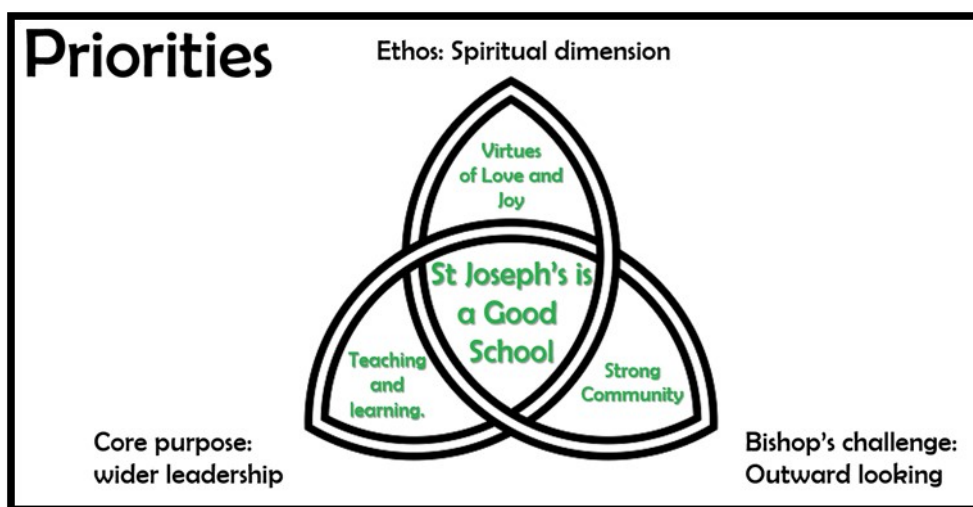 Priorities
Ethos: Spiritual dimension
Virtues
of Love and
Joy
St Joseph's is
a Good
School
Teaching
and
learning.
Strong
Community
Core purpose:
wider leadership
Bishop's challenge:
Outward looking